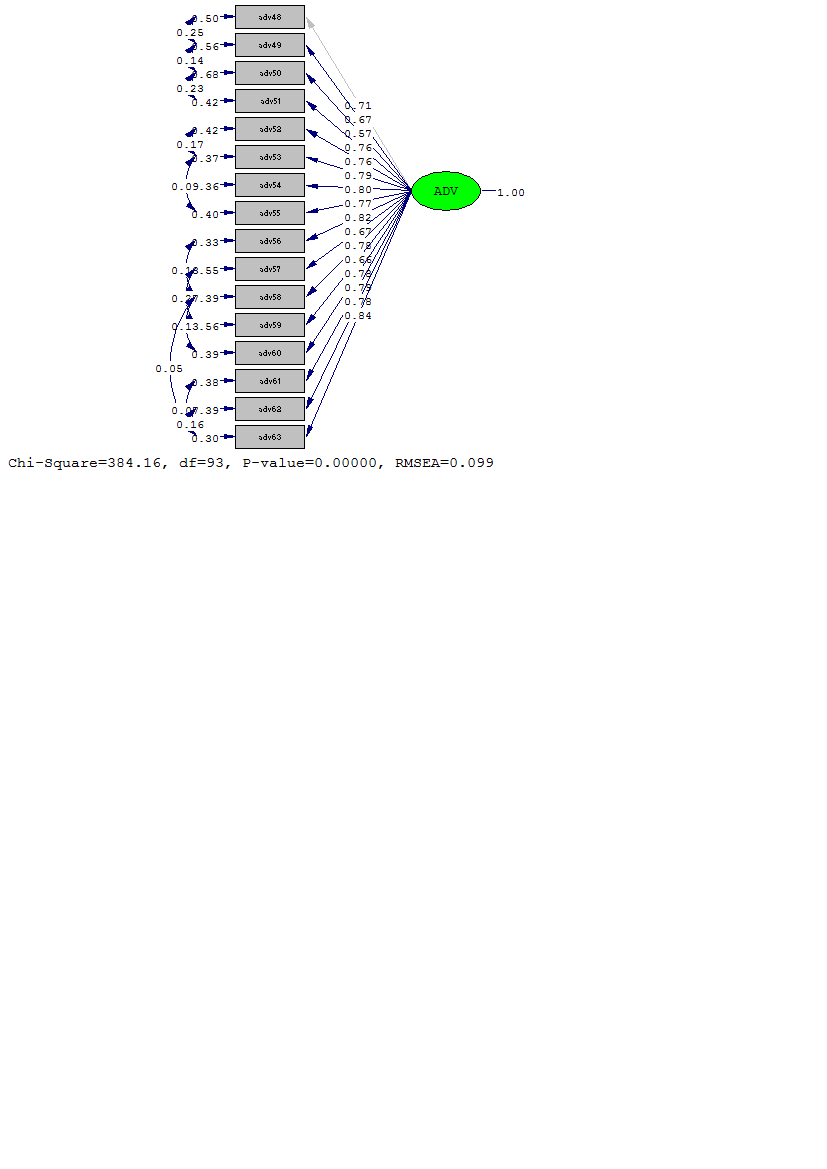 0.50 adv48
0.25
0.56 adv49
0.14
0.68 adv50
0.23
0.42 adv51
0.71
0.67
0.42 adv52
0.57
0.17
0.76
0.37 adv53
0.76
0.79
0.09 .36 adv54
0.80
ADV
1.00
0.77
0.40 adv55
0.82
0.67
0.33 adv56
0.78
0.66
.55 adv57
0.78
0.75
.39 adv58
0.78
0.84
0.13 .56 adv59
0.39 adv60
0.05
0.38 adv61
.39 adv62
0.16
0.30 adv63
Chi-Square=384.16, df=93, P-value=0.00000, RMSEA=0.099